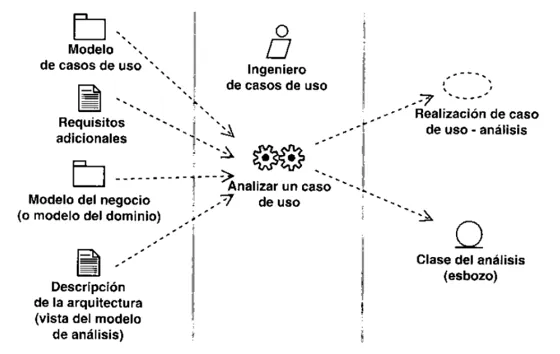 Modelo
de casos de uso
Requisitos
adicionales
Modelo del negocio
(o modelo del dominio)
Descripción
de la arquitectura
(vista del modelo
de análisis)
Ingeniero
de casos de uso
Analizar un caso
de uso
Realización de caso
de uso - análisis
Clase del análisis
(esbozo)